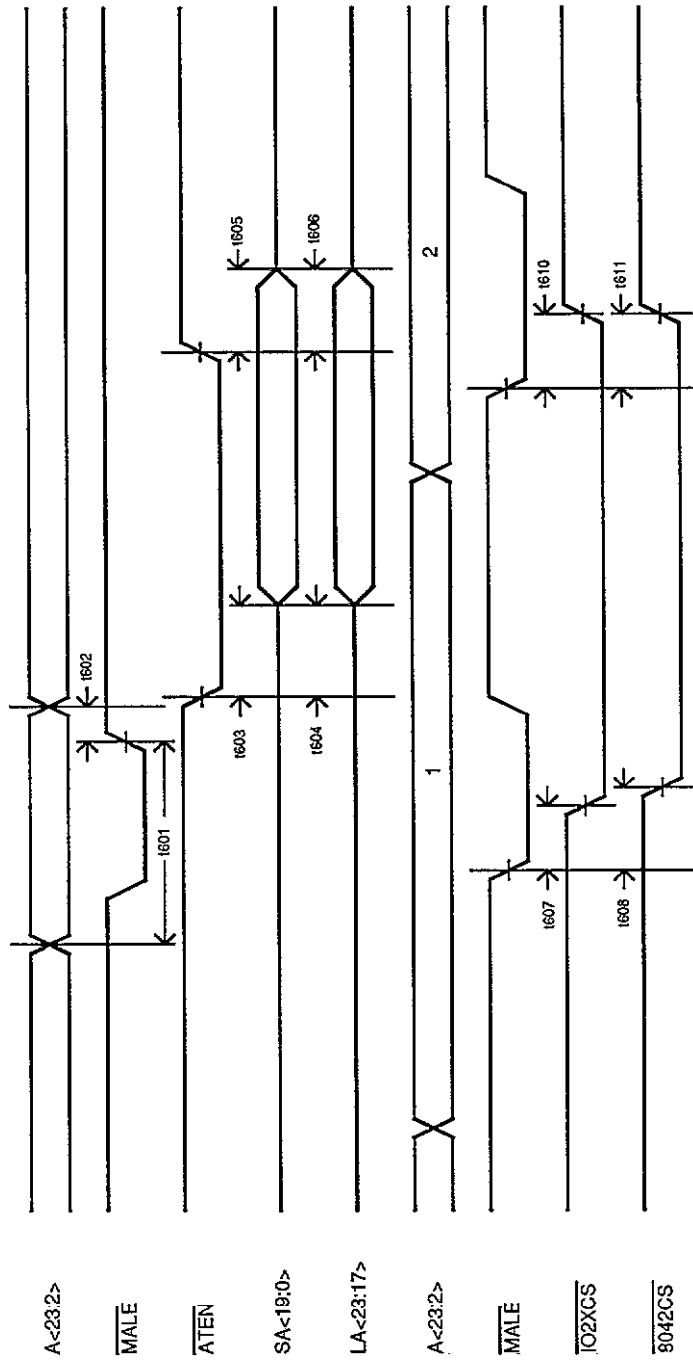 A<23:2>
MALE
t601
t602
ATEN
t603
t605
SA<19:0>
t604
t606
LA<23:17>
A<23:2>
1
2
MALE
t607
t610
IO2XCS
t608
t611
8042CS